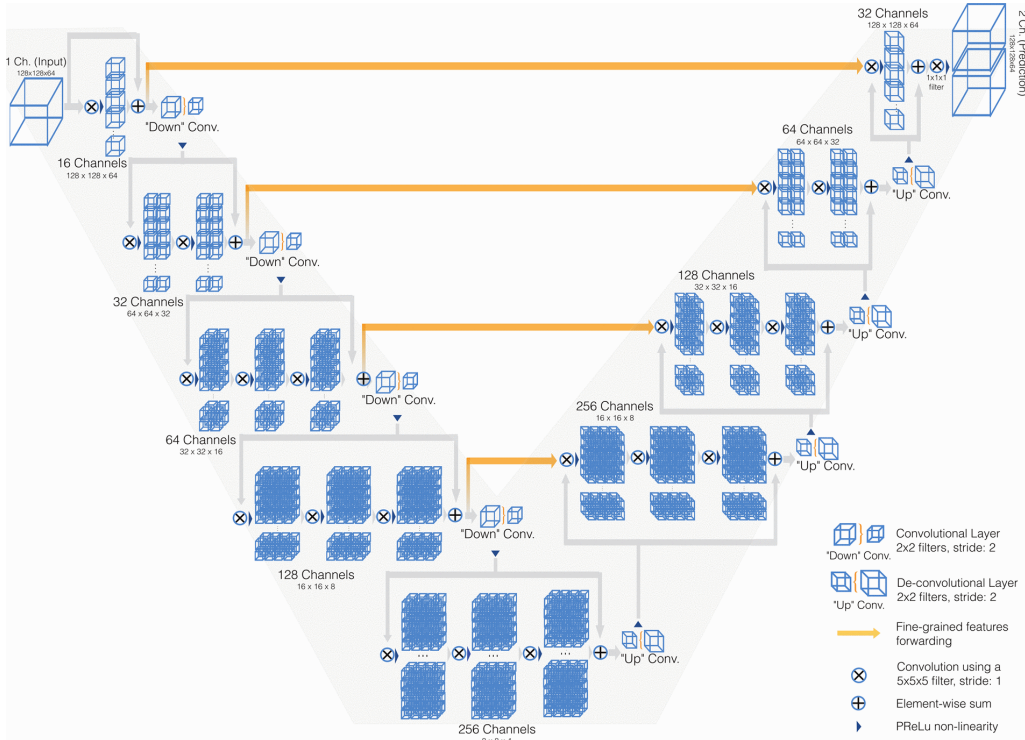 1 Ch. (Input)
128x128x64
"Down" Conv.
16 Channels
128 x 128 x 64
"Down" Conv.
32 Channels
64 x 64 x 32
"Down" Conv.
64 Channels
32 x 32 x 16
"Down" Conv.
128 Channels
16 x 16 x 8
256 Channels
"Up" Conv.
256 Channels
16 x 16 x 8
"Up" Conv.
128 Channels
32 x 32 x 16
"Up" Conv.
64 Channels
64 x 64 x 32
"Up" Conv.
32 Channels
128 x 128 x 64
1x1x1
filter
2 Ch. (Prediction)
128x128x64
"Down" Conv.
Convolutional Layer
2x2 filters, stride: 2
"Up" Conv.
De-convolutional Layer
2x2 filters, stride: 2
Fine-grained features
forwarding
Convolution using a
5x5x5 filter, stride: 1
Element-wise sum
PReLu non-linearity